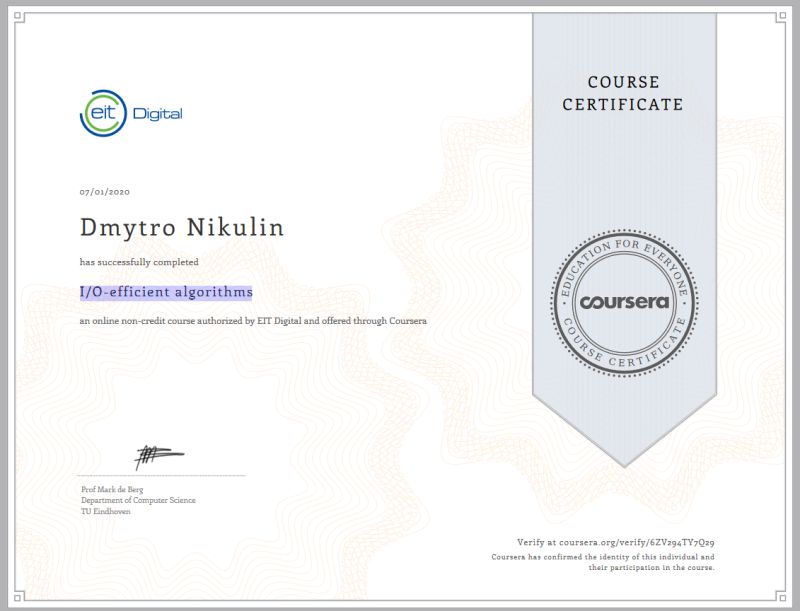 COURSE
CERTIFICATE
eit Digital
07/01/2020
Dmytro Nikulin
has successfully completed
I/O-efficient algorithms
an online non-credit course authorized by EIT Digital and offered through Coursera
EDUCATION FOR EVERYONE
coursera
COURSE CERTIFICATE
Prof Mark de Berg
Department of Computer Science
TU Eindhoven
Verify at coursera.org/verify/6ZV294TY7Q29
Coursera has confirmed the identity of this individual and
their participation in the course.